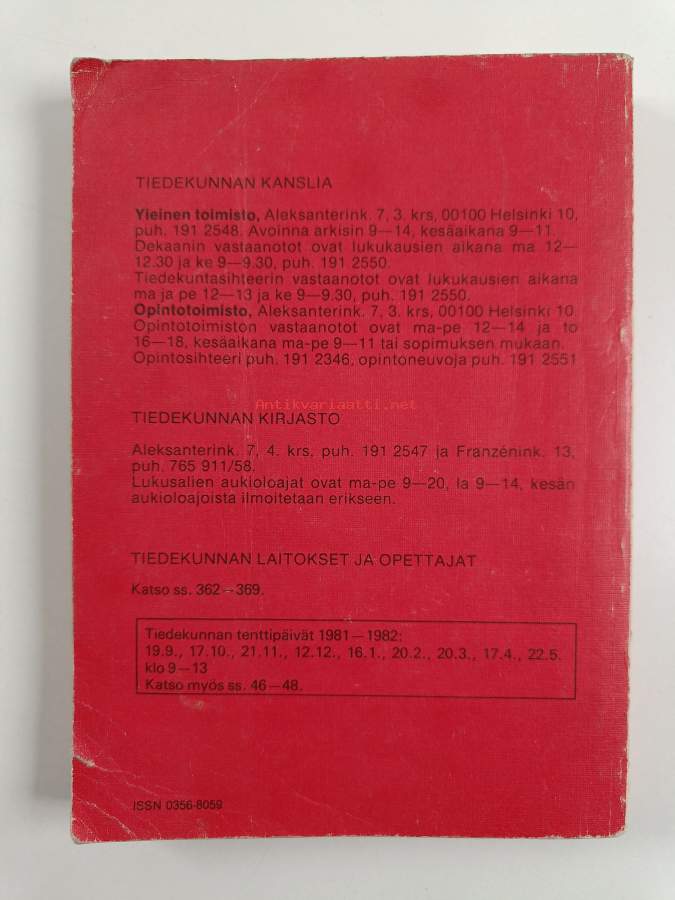 TIEDEKUNNAN KANSLIA
Yleinen toimisto, Aleksanterink. 7, 3. krs, 00100 Helsinki 10,
puh. 191 2548. Avoinna arkisin 9—14, kesäaikana 9—11.
Dekaanin vastaanotot ovat lukukausien aikana ma 12—
12.30 ja ke 9—9.30, puh. 191 2550.
Tiedekuntasihteerin vastaanotot ovat lukukausien aikana
ma ja pe 12—13 ja ke 9—9.30, puh. 191 2550.
Opintotoimisto, Aleksanterink. 7, 3. krs, 00100 Helsinki 10
Opintotoimiston vastaanotot ovat ma-pe 12—14 ja to
16—18, kesäaikana ma-pe 9—11 tai sopimuksen mukaan.
Opintosihteeri puh. 191 2346, opintoneuvoja puh. 191 2551
Antikvariaatti.net
TIEDEKUNNAN KIRJASTO
Aleksanterink. 7, 4. krs, puh. 191 2547 ja Franzénink. 13,
puh. 765 911/58.
Lukusalien aukioloajat ovat ma-pe 9—20, la 9—14, kesän
aukioloajoista ilmoitetaan erikseen.
TIEDEKUNNAN LAITOKSET JA OPETTAJAT
Katso ss. 362—369.
Tiedekunnan tenttipäivät 1981—1982:
19.9., 17.10., 21.11., 12.12., 16.1., 20.2., 20.3., 17.4., 22.5.
klo 9—13
Katso myös ss. 46—48.
ISSN 0356-8059